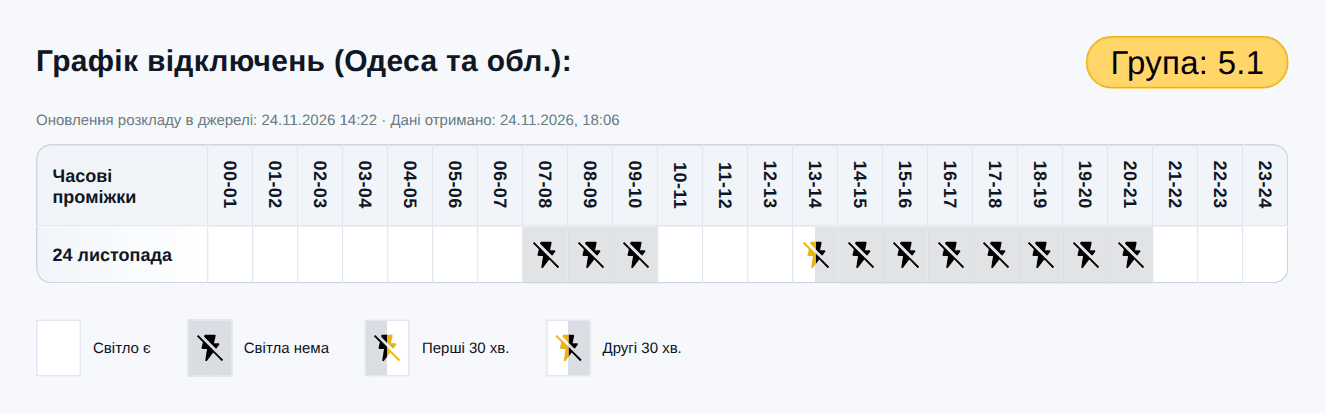 Графік відключень (Одеса та обл.):
Група: 5.1
Оновлення розкладу в джерелі: 24.11.2026 14:22 · Дані отримано: 24.11.2026, 18:06
Часові
проміжки
00-01 01-02 02-03 03-04 04-05 05-06 06-07 07-08 08-09 09-10 10-11 11-12 12-13 13-14 14-15 15-16 16-17 17-18 18-19 19-20 20-21 21-22 22-23 23-24
24 листопада
Світло є Світла нема Перші 30 хв. Другі 30 хв.